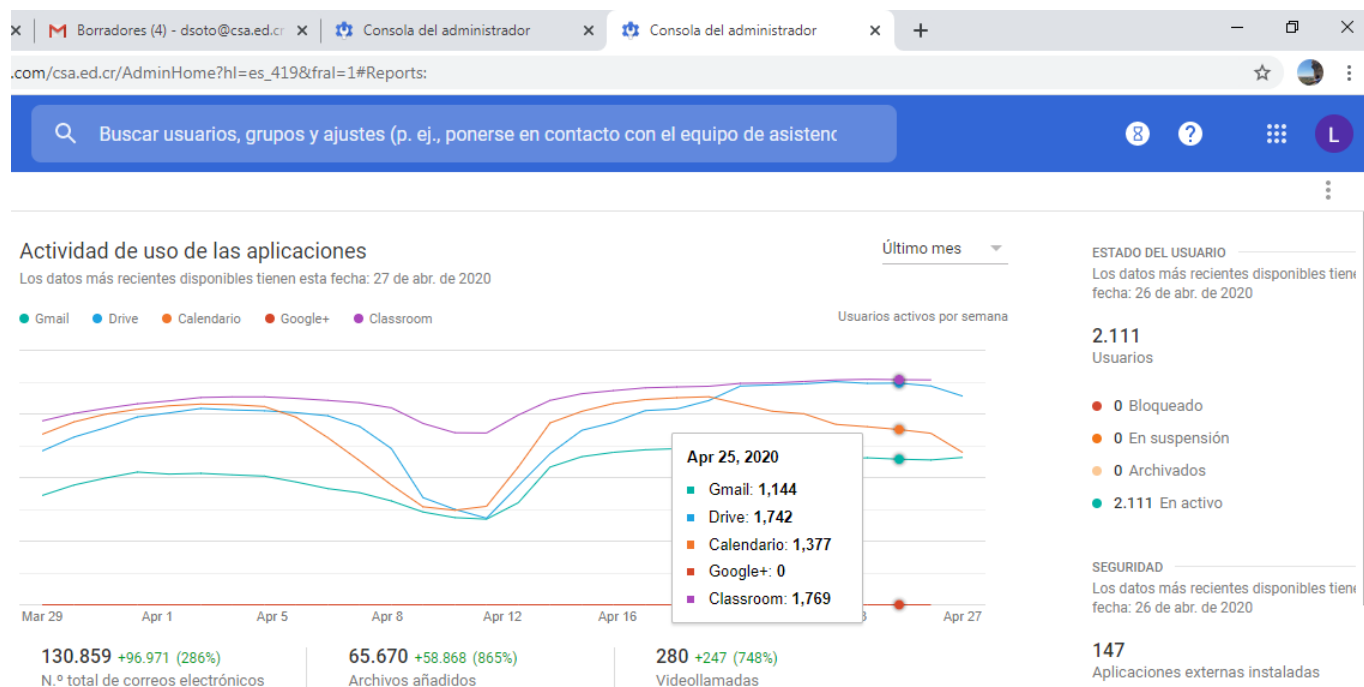 Borradores (4) - dsoto@csa.ed.cr
Consola del administrador
Consola del administrador
.com/csa.ed.cr/AdminHome?hl=es_419&fral=1#Reports:
Buscar usuarios, grupos y ajustes (p. ej., ponerse en contacto con el equipo de asistenc
8 ? L
Actividad de uso de las aplicaciones
Último mes
Los datos más recientes disponibles tienen esta fecha: 27 de abr. de 2020
Gmail Drive Calendario Google+ Classroom
Usuarios activos por semana
Apr 25, 2020
Gmail: 1,144
Drive: 1,742
Calendario: 1,377
Google+: 0
Classroom: 1,769
Mar 29 Apr 1 Apr 5 Apr 8 Apr 12 Apr 16 Apr 27
130.859 +96.971 (286%)
N.º total de correos electrónicos
65.670 +58.868 (865%)
Archivos añadidos
280 +247 (748%)
Videollamadas
ESTADO DEL USUARIO
Los datos más recientes disponibles tiene
fecha: 26 de abr. de 2020
2.111
Usuarios
0 Bloqueado
0 En suspensión
0 Archivados
2.111 En activo
SEGURIDAD
Los datos más recientes disponibles tiene
fecha: 26 de abr. de 2020
147
Aplicaciones externas instaladas